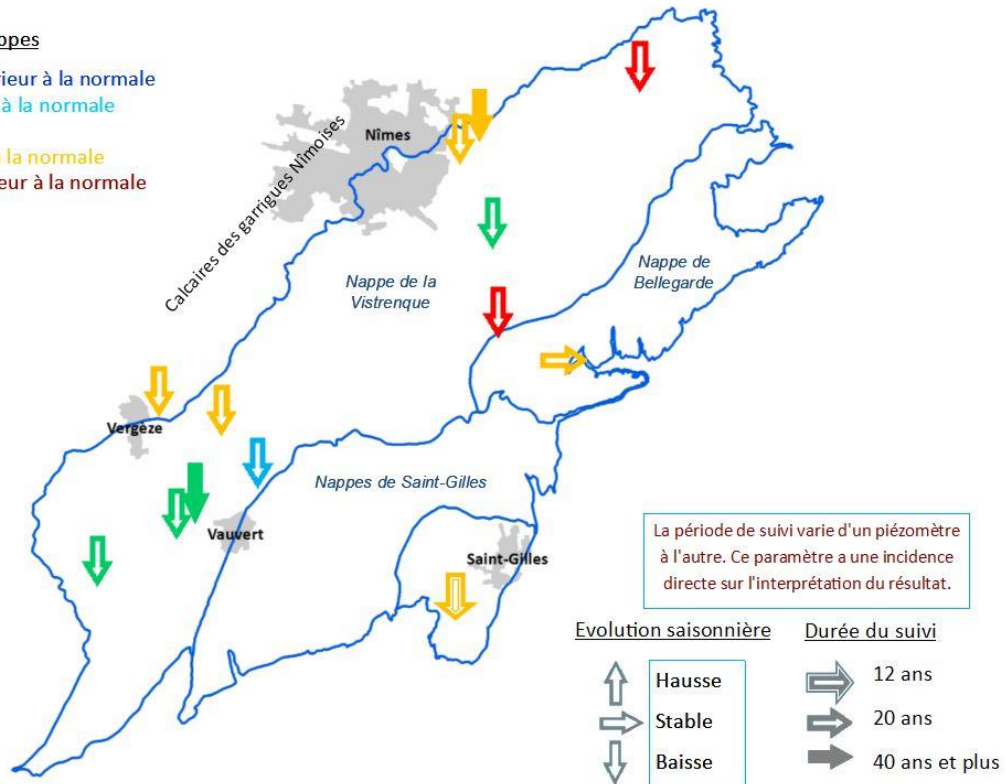 ppes
rieur à la normale
à la normale
la normale
eur à la normale
Nîmes
Calcaires des garrigues Nîmoises
Nappe de la
Vistrenque
Nappe de
Bellegarde
Vergèze
Nappes de Saint-Gilles
Vauvert
Saint-Gilles
La période de suivi varie d'un piézomètre
à l'autre. Ce paramètre a une incidence
directe sur l'interprétation du résultat.
Evolution saisonnière
Hausse
Stable
Baisse
Durée du suivi
12 ans
20 ans
40 ans et plus